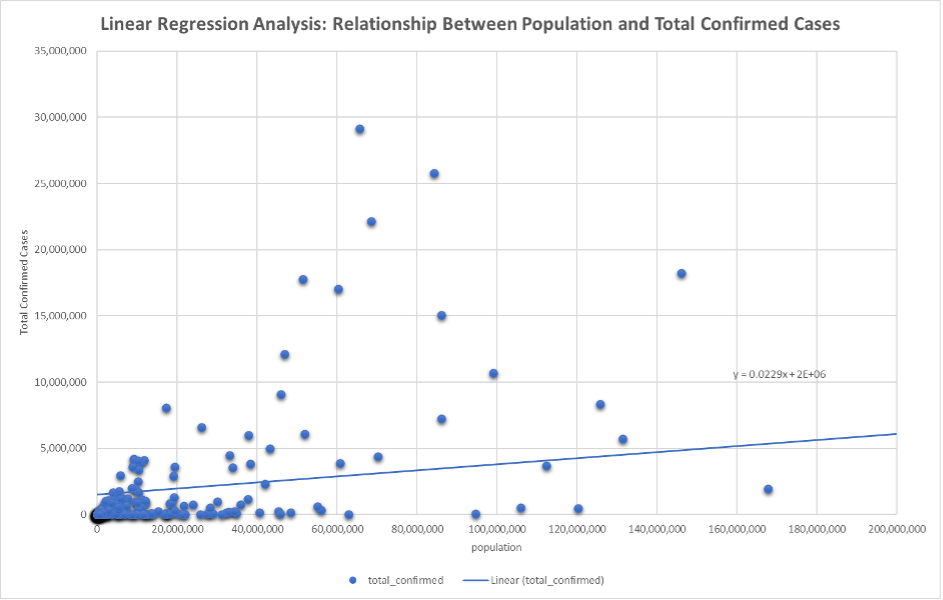 Linear Regression Analysis: Relationship Between Population and Total Confirmed Cases
35,000,000
30,000,000
25,000,000
20,000,000
15,000,000
10,000,000
5,000,000
0
Total Confirmed Cases
y = 0.0229x + 2E+06
0 20,000,000 40,000,000 60,000,000 80,000,000 100,000,000 120,000,000 140,000,000 160,000,000 180,000,000 200,000,000
population
total_confirmed Linear (total_confirmed)